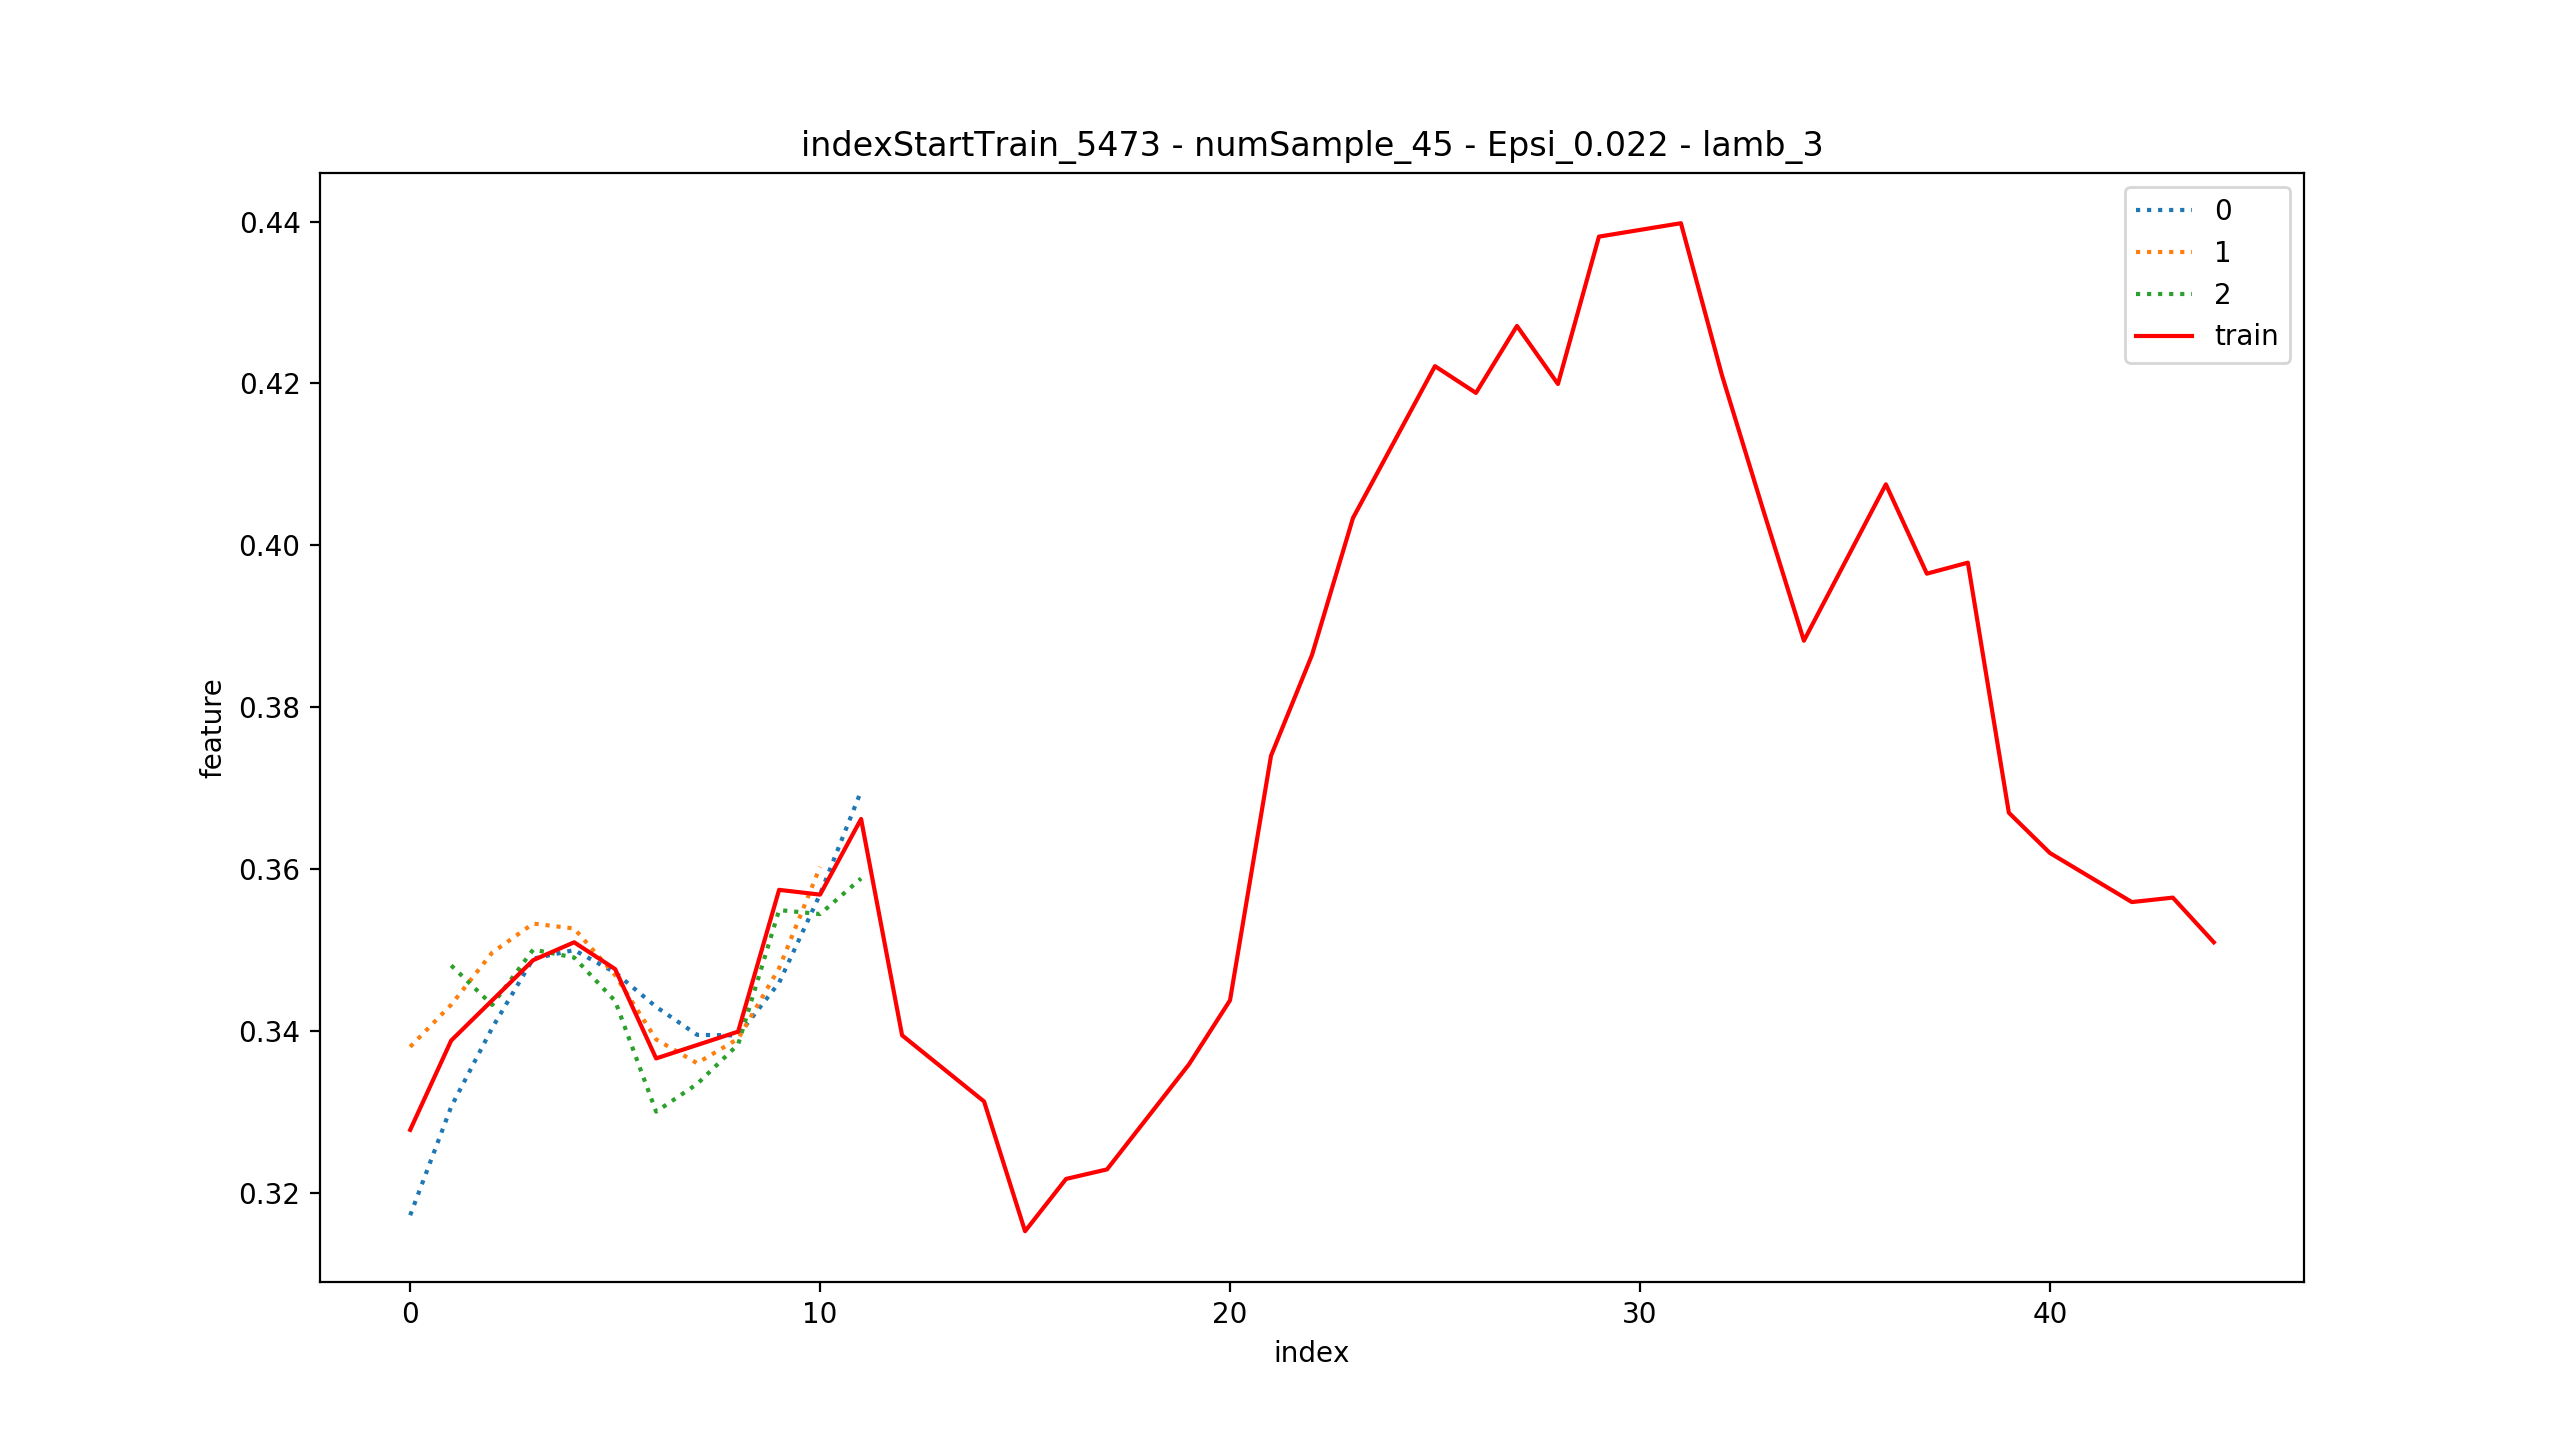 indexStartTrain_5473 - numSample_45 - Epsi_0.022 - lamb_3
0
1
2
train
0.44
0.42
0.40
0.38
0.36
0.34
0.32
feature
0 10 20 30 40
index